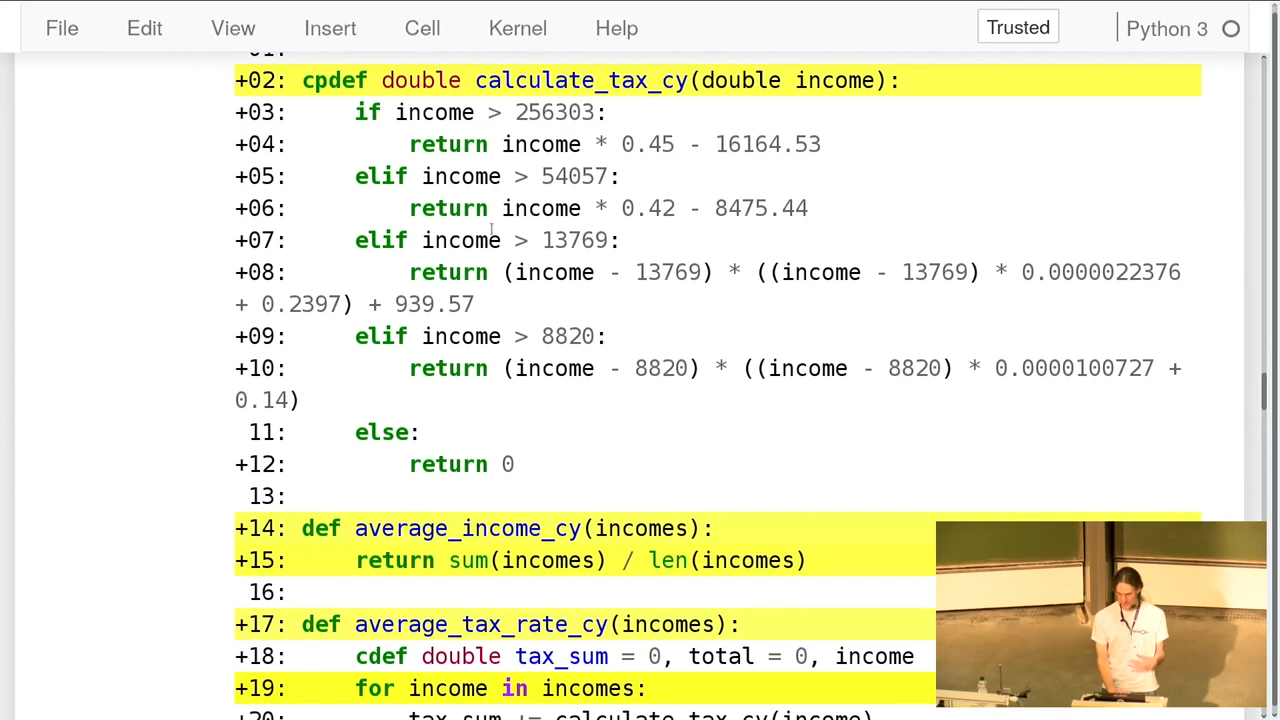 File Edit View Insert Cell Kernel Help Trusted Python 3
+02: cpdef double calculate_tax_cy(double income):
+03:     if income > 256303:
+04:         return income * 0.45 - 16164.53
+05:     elif income > 54057:
+06:         return income * 0.42 - 8475.44
+07:     elif income > 13769:
+08:         return (income - 13769) * ((income - 13769) * 0.0000022376
+ 0.2397) + 939.57
+09:     elif income > 8820:
+10:         return (income - 8820) * ((income - 8820) * 0.0000100727 +
0.14)
 11:     else:
+12:         return 0
 13:
+14: def average_income_cy(incomes):
+15:     return sum(incomes) / len(incomes)
 16:
+17: def average_tax_rate_cy(incomes):
+18:     cdef double tax_sum = 0, total = 0, income
+19:     for income in incomes:
+20:         tax_sum += calculate_tax_cy(income)